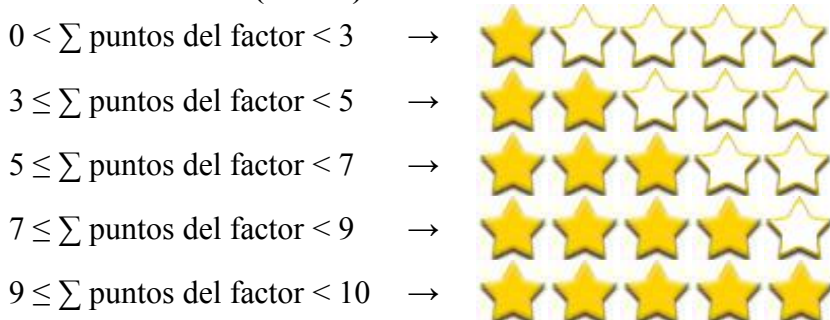 0 < ∑ puntos del factor < 3 →
3 ≤ ∑ puntos del factor < 5 →
5 ≤ ∑ puntos del factor < 7 →
7 ≤ ∑ puntos del factor < 9 →
9 ≤ ∑ puntos del factor < 10 →